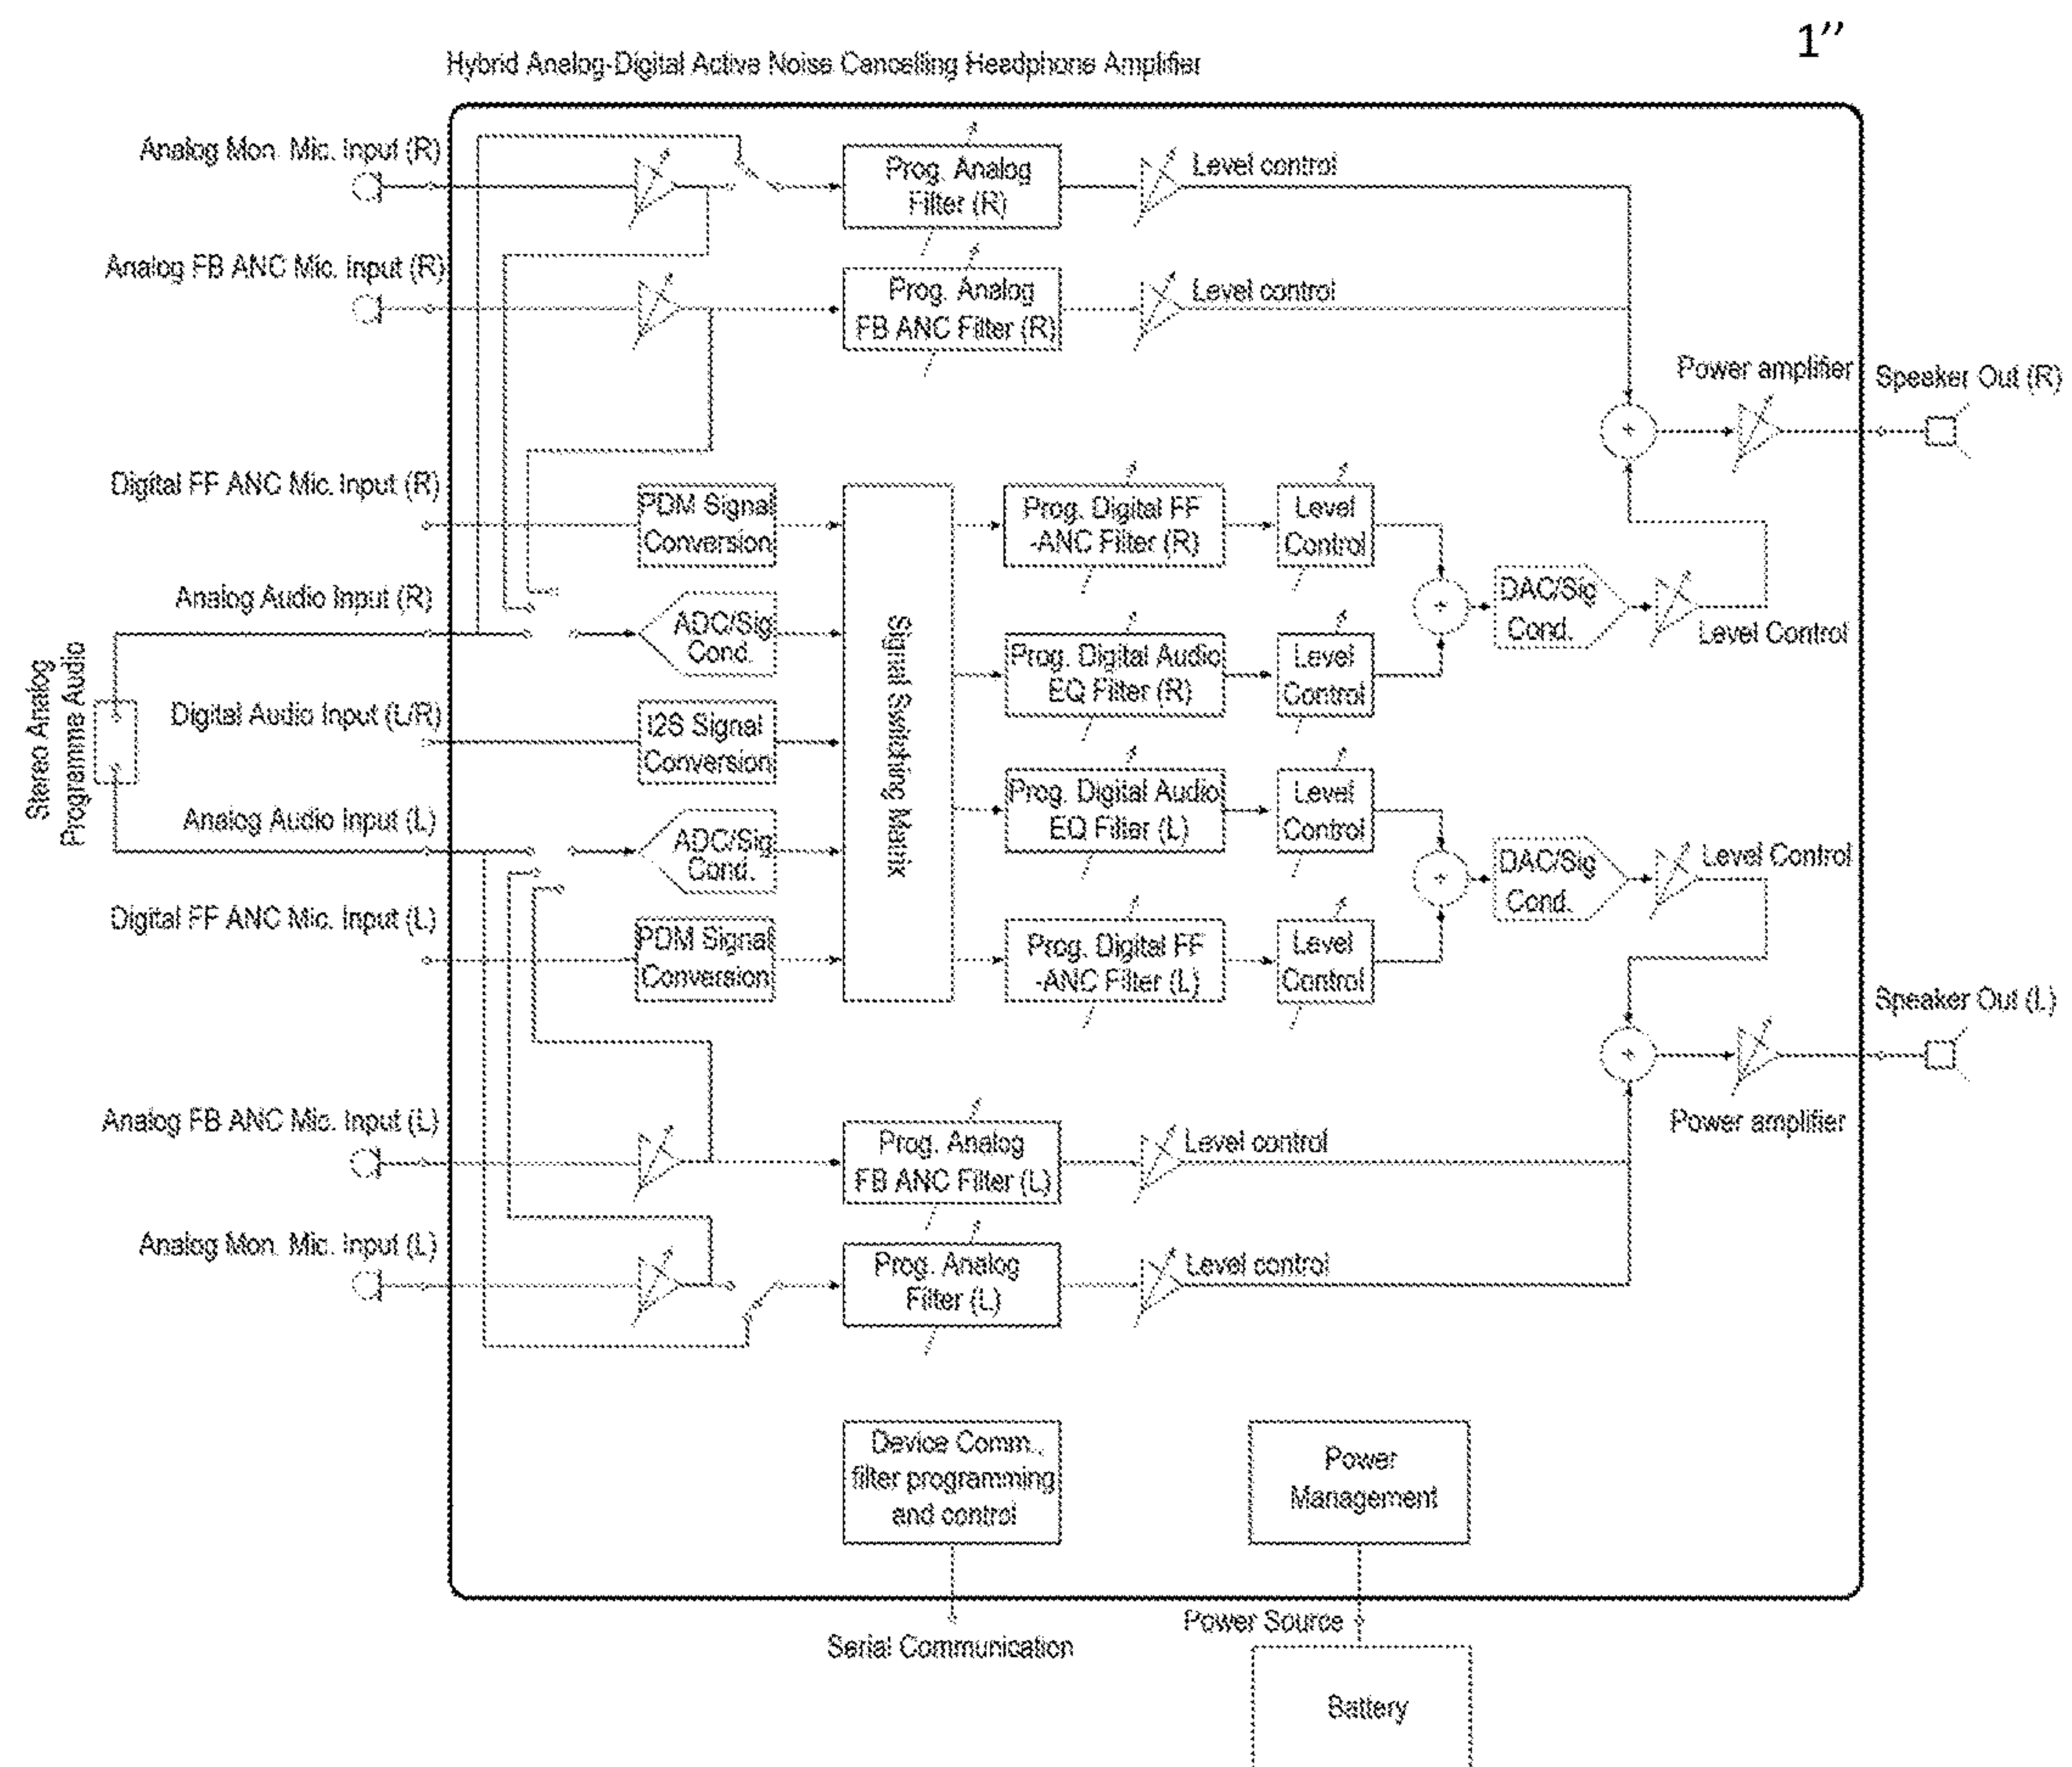 1′′
Hybrid Analog-Digital Active Noise Cancelling Headphone Amplifier
Analog Mon. Mic. Input (R)
Prog. Analog
Filter (R)
Level control
Analog FB ANC Mic. Input (R)
Prog. Analog
FB ANC Filter (R)
Level control
Power amplifier
Speaker Out (R)
Digital FF ANC Mic. Input (R)
PDM Signal
Conversion
Prog. Digital FF
-ANC Filter (R)
Level
Control
Analog Audio Input (R)
ADC/Sig
Cond.
DAC/Sig
Cond.
Level Control
Signal Switching Matrix
Prog. Digital Audio
EQ Filter (R)
Level
Control
Stereo Analog
Programme Audio
Digital Audio Input (L/R)
I2S Signal
Conversion
Prog. Digital Audio
EQ Filter (L)
Level
Control
Analog Audio Input (L)
ADC/Sig
Cond.
DAC/Sig
Cond.
Level Control
Digital FF ANC Mic. Input (L)
PDM Signal
Conversion
Prog. Digital FF
-ANC Filter (L)
Level
Control
Speaker Out (L)
Power amplifier
Analog FB ANC Mic. Input (L)
Prog. Analog
FB ANC Filter (L)
Level control
Analog Mon. Mic. Input (L)
Prog. Analog
Filter (L)
Level control
Device Comm.,
filter programming
and control
Power
Management
Serial Communication
Power Source
Battery